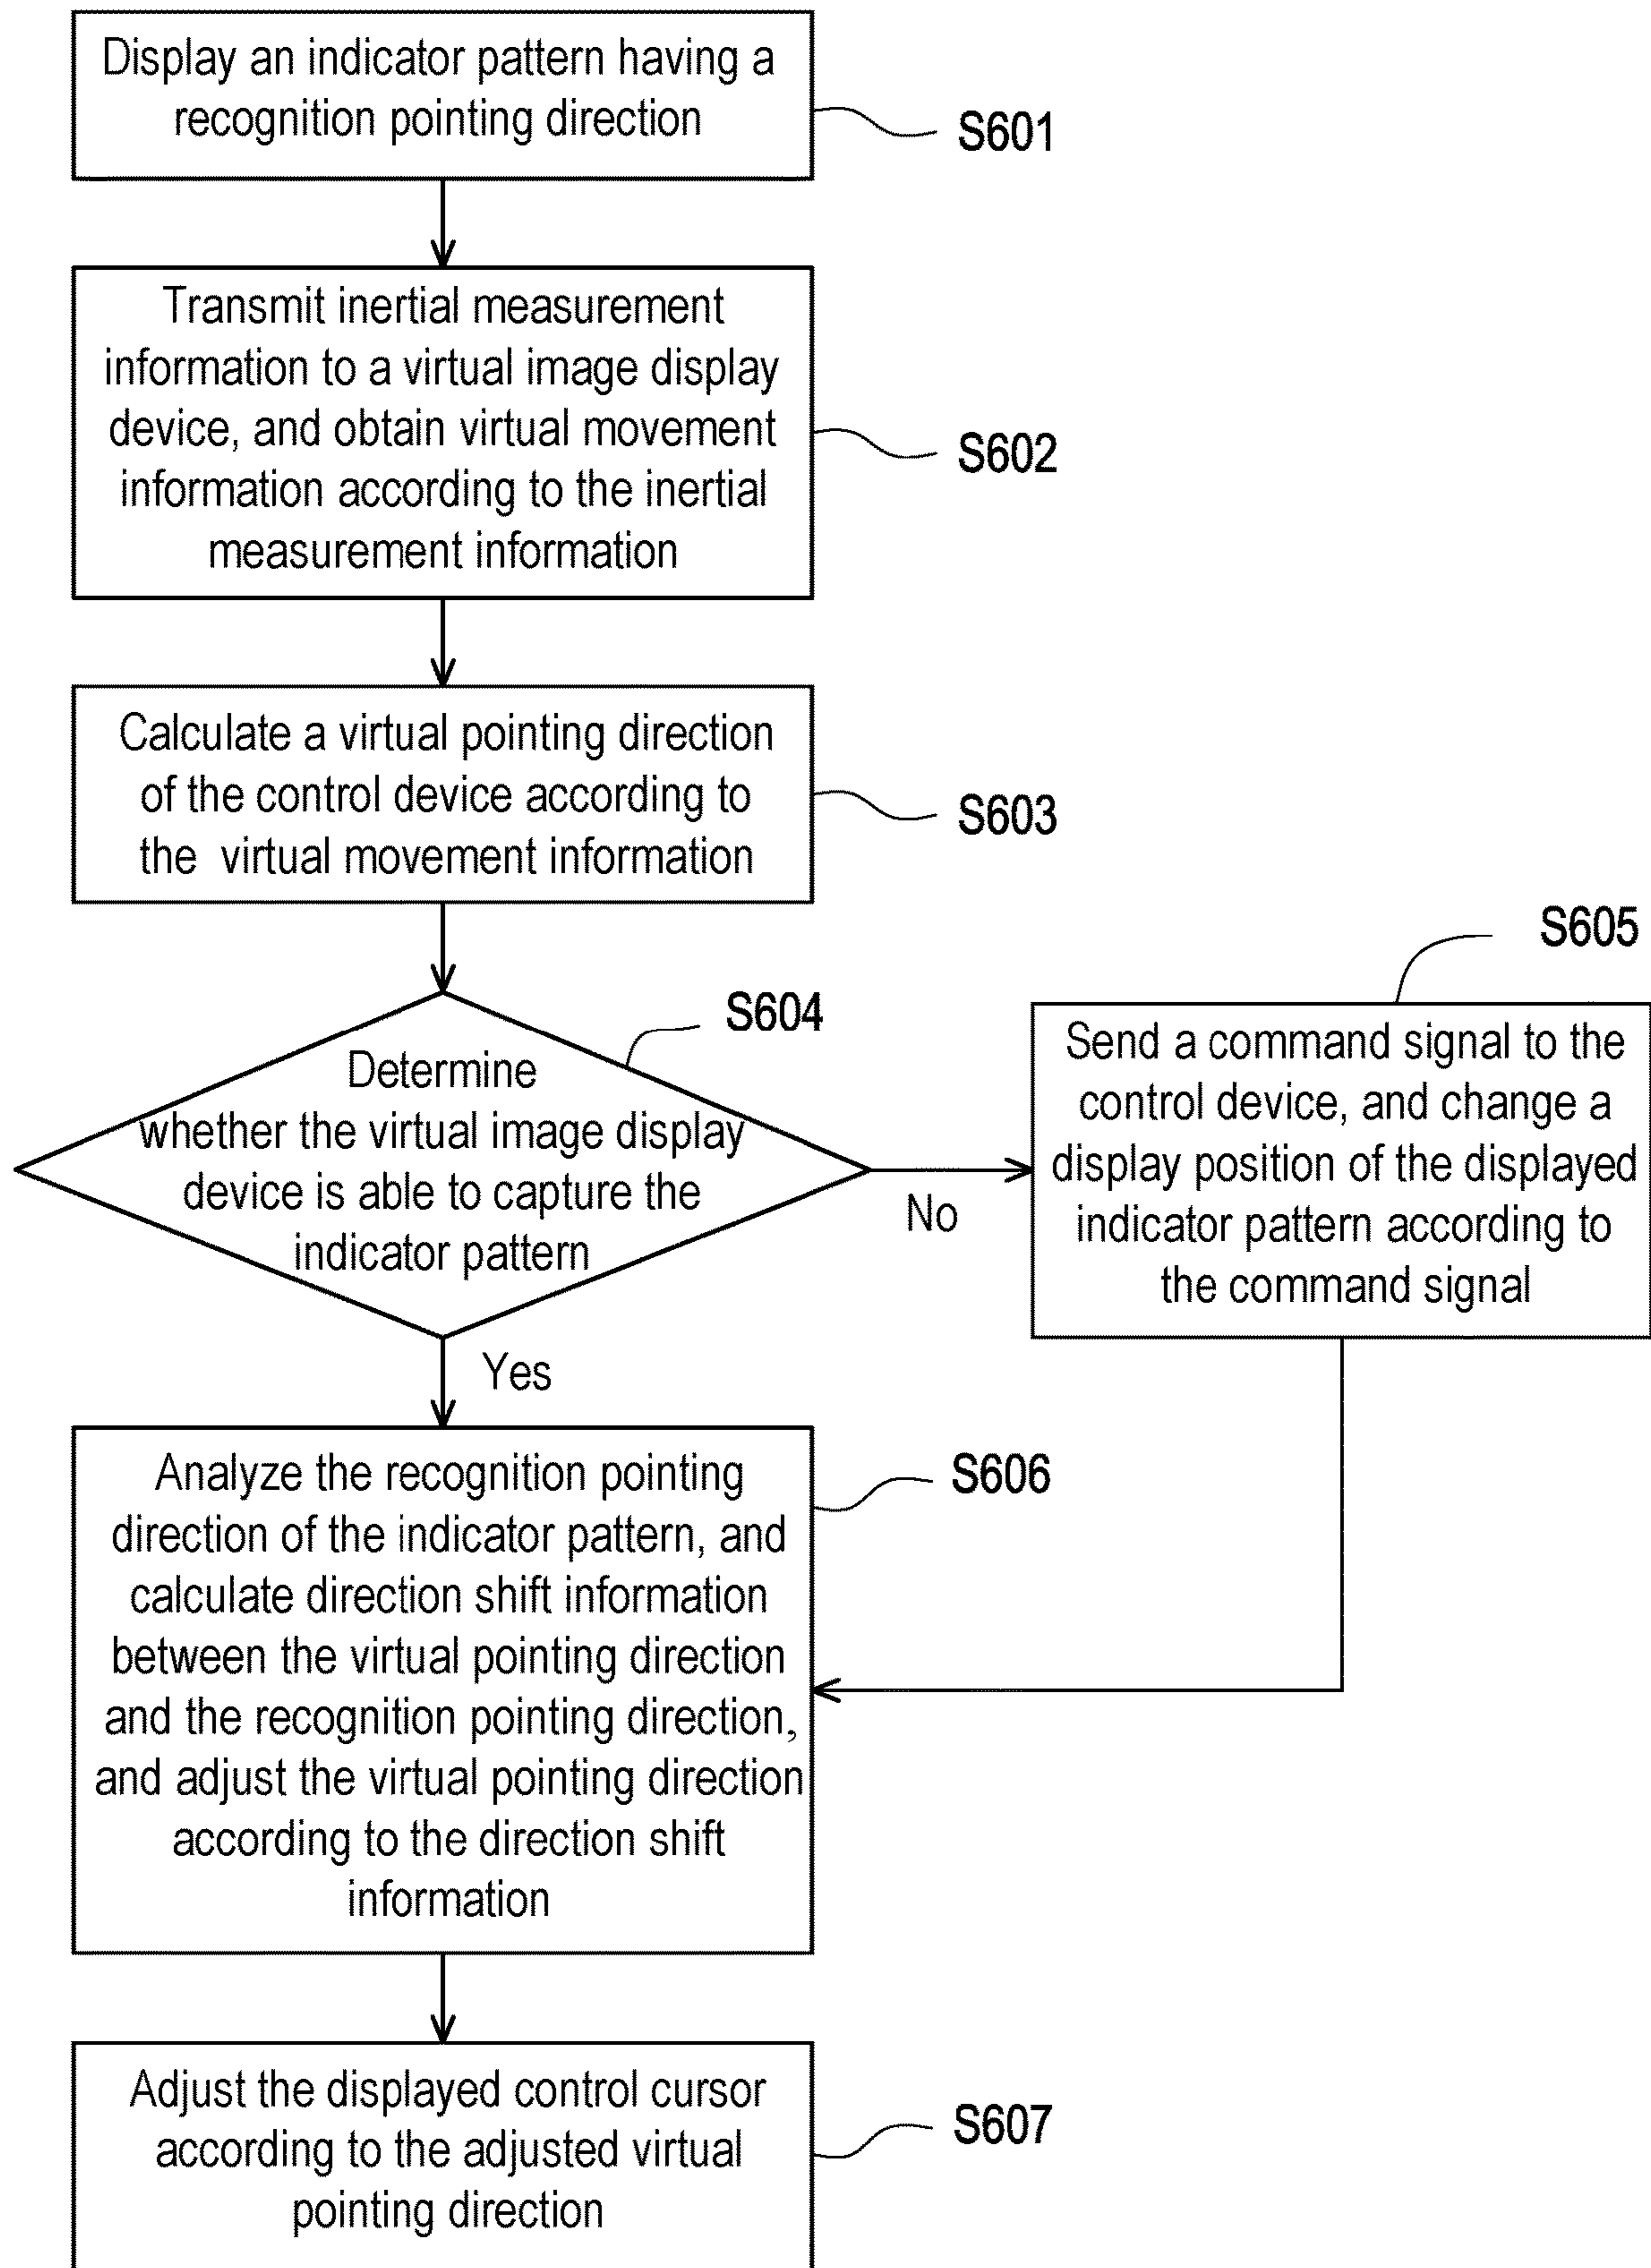 Display an indicator pattern having a
recognition pointing direction
S601
Transmit inertial measurement
information to a virtual image display
device, and obtain virtual movement
information according to the inertial
measurement information
S602
Calculate a virtual pointing direction
of the control device according to
the virtual movement information
S603
S604
Determine
whether the virtual image display
device is able to capture the
indicator pattern
No
Yes
S605
Send a command signal to the
control device, and change a
display position of the displayed
indicator pattern according to
the command signal
Analyze the recognition pointing
direction of the indicator pattern, and
calculate direction shift information
between the virtual pointing direction
and the recognition pointing direction,
and adjust the virtual pointing direction
according to the direction shift
information
S606
Adjust the displayed control cursor
according to the adjusted virtual
pointing direction
S607